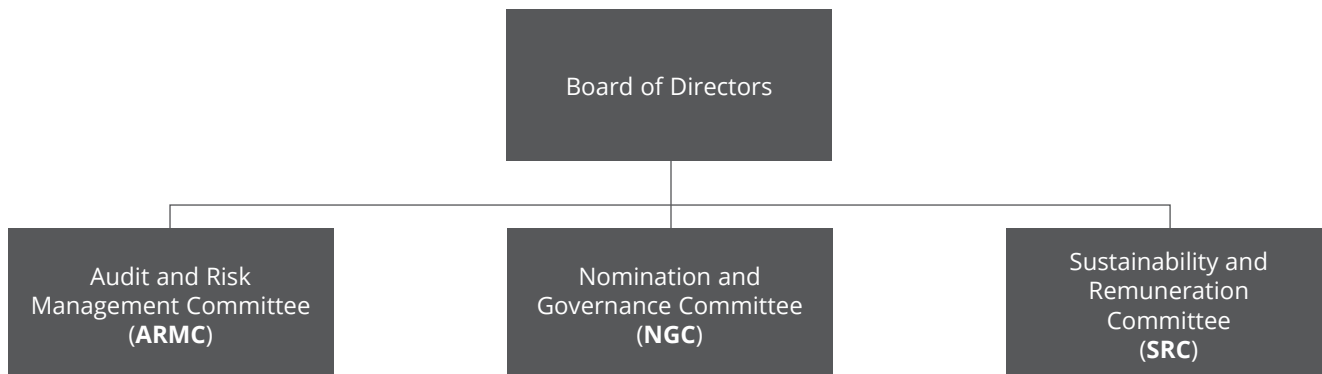 Board of Directors
Audit and Risk
Management Committee
(ARMC)
Nomination and
Governance Committee
(NGC)
Sustainability and
Remuneration
Committee
(SRC)